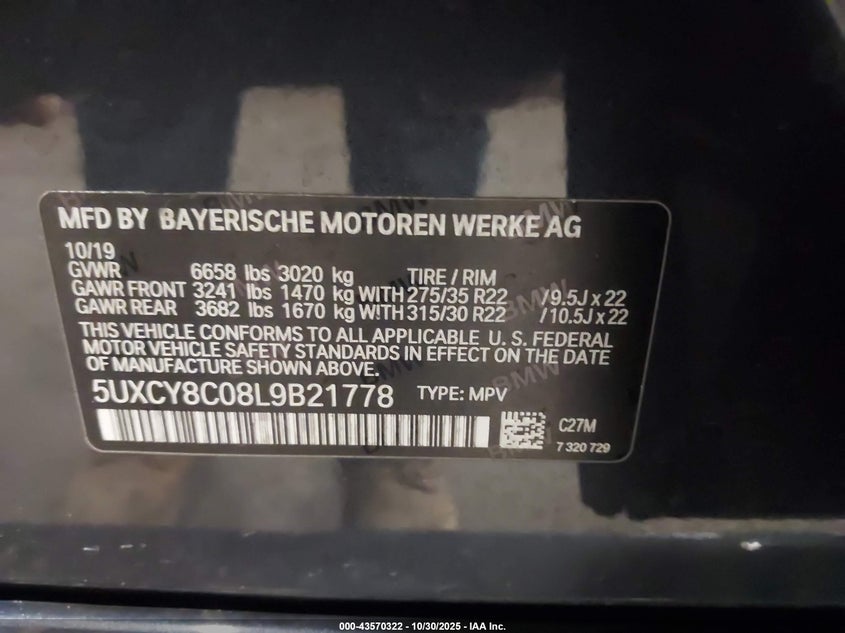 MFD BY BAYERISCHE MOTOREN WERKE AG
10/19
GVWR 6658 lbs 3020 kg TIRE / RIM
GAWR FRONT 3241 lbs 1470 kg WITH 275/35 R22 / 9.5J x 22
GAWR REAR 3682 lbs 1670 kg WITH 315/30 R22 / 10.5J x 22
THIS VEHICLE CONFORMS TO ALL APPLICABLE U. S. FEDERAL
MOTOR VEHICLE SAFETY STANDARDS IN EFFECT ON THE DATE
OF MANUFACTURE SHOWN ABOVE.
5UXCY8C08L9B21778 TYPE: MPV
C27M
7 320 729
000-43570322 - 10/30/2025 - IAA Inc.